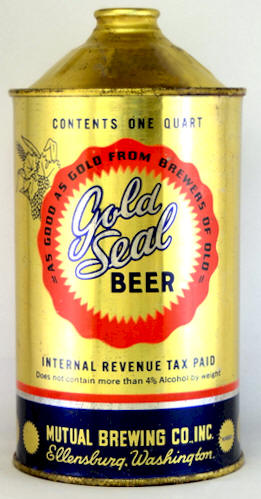 CONTENTS ONE QUART
AS GOOD AS GOLD FROM BREWERS OF OLD
Gold
Seal
BEER
INTERNAL REVENUE TAX PAID
Does not contain more than 4% Alcohol by weight
MUTUAL BREWING CO., INC.
Ellensburg, Washington.